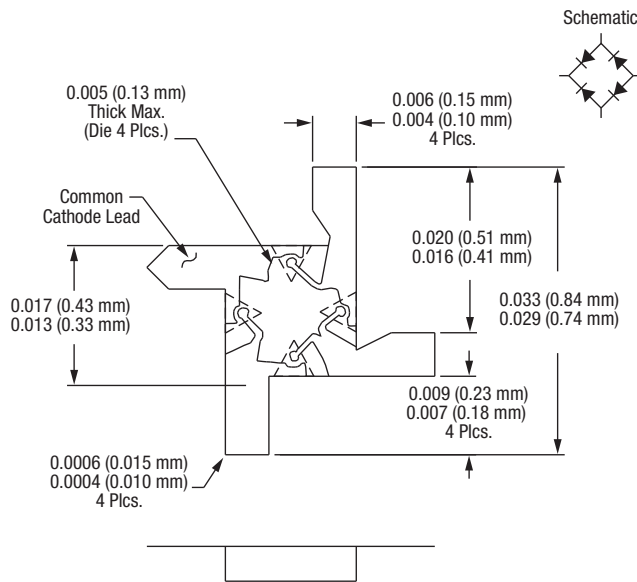 Schematic
0.005 (0.13 mm)
Thick Max.
(Die 4 Plcs.)
0.006 (0.15 mm)
0.004 (0.10 mm)
4 Plcs.
Common
Cathode Lead
0.020 (0.51 mm)
0.016 (0.41 mm)
0.017 (0.43 mm)
0.013 (0.33 mm)
0.033 (0.84 mm)
0.029 (0.74 mm)
0.009 (0.23 mm)
0.007 (0.18 mm)
4 Plcs.
0.0006 (0.015 mm)
0.0004 (0.010 mm)
4 Plcs.